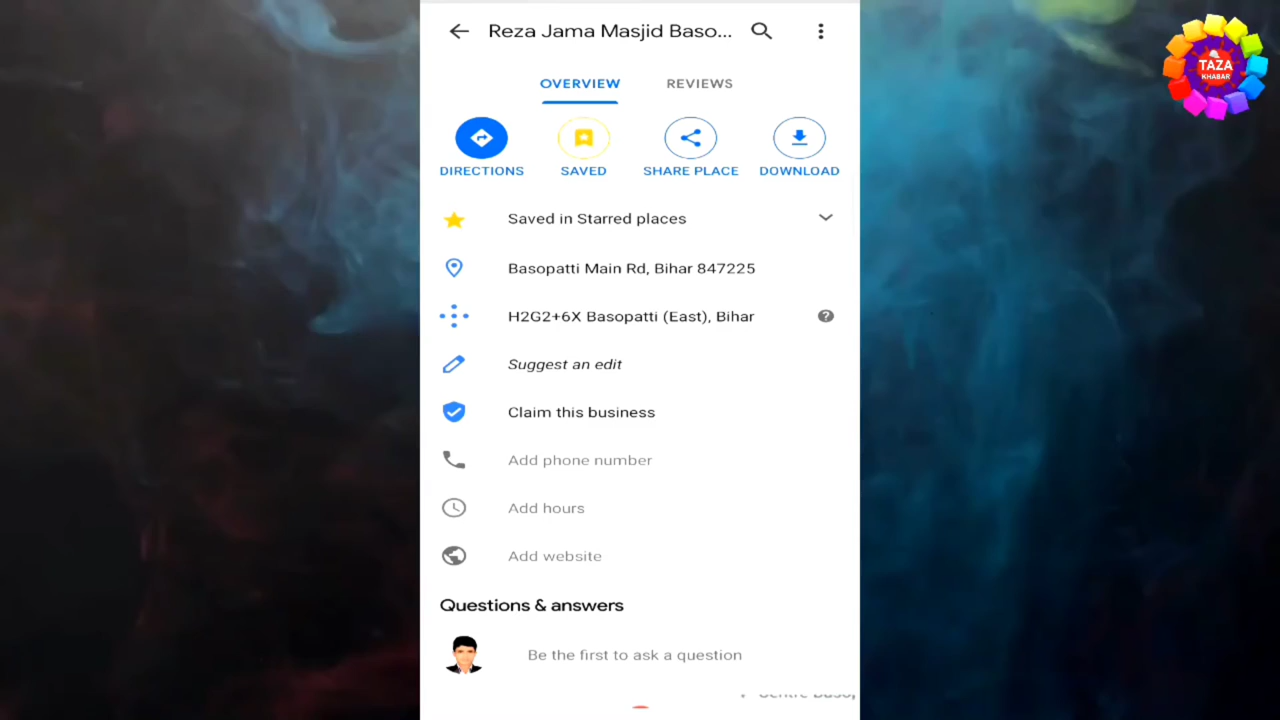 Reza Jama Masjid Baso...
TAZA
KHABAR
OVERVIEW REVIEWS
DIRECTIONS SAVED SHARE PLACE DOWNLOAD
Saved in Starred places
Basopatti Main Rd, Bihar 847225
H2G2+6X Basopatti (East), Bihar
Suggest an edit
Claim this business
Add phone number
Add hours
Add website
Questions & answers
Be the first to ask a question